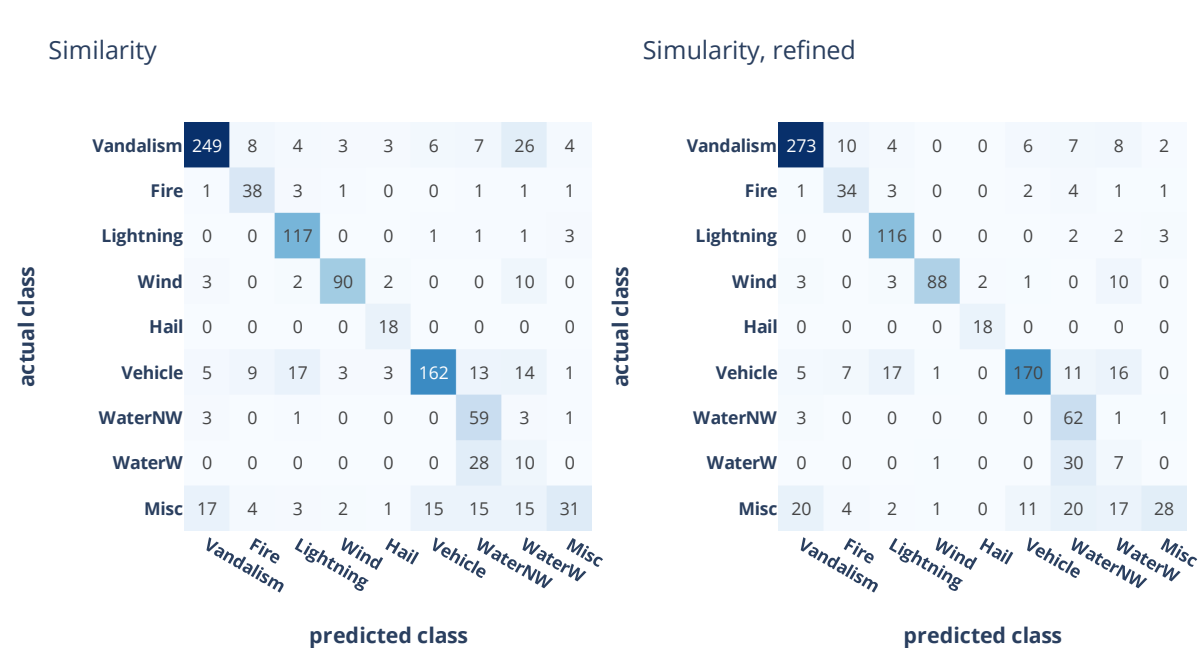 Similarity
Vandalism 249 8 4 3 3 6 7 26 4
Fire 1 38 3 1 0 0 1 1 1
Lightning 0 0 117 0 0 1 1 1 3
Wind 3 0 2 90 2 0 0 10 0
Hail 0 0 0 0 18 0 0 0 0
Vehicle 5 9 17 3 3 162 13 14 1
WaterNW 3 0 1 0 0 0 59 3 1
WaterW 0 0 0 0 0 0 28 10 0
Misc 17 4 3 2 1 15 15 15 31
Vandalism Fire Lightning Wind Hail Vehicle WaterNW WaterW Misc
actual class
predicted class
Simularity, refined
Vandalism 273 10 4 0 0 6 7 8 2
Fire 1 34 3 0 0 2 4 1 1
Lightning 0 0 116 0 0 0 2 2 3
Wind 3 0 3 88 2 1 0 10 0
Hail 0 0 0 0 18 0 0 0 0
Vehicle 5 7 17 1 0 170 11 16 0
WaterNW 3 0 0 0 0 0 62 1 1
WaterW 0 0 0 1 0 0 30 7 0
Misc 20 4 2 1 0 11 20 17 28
Vandalism Fire Lightning Wind Hail Vehicle WaterNW WaterW Misc
actual class
predicted class